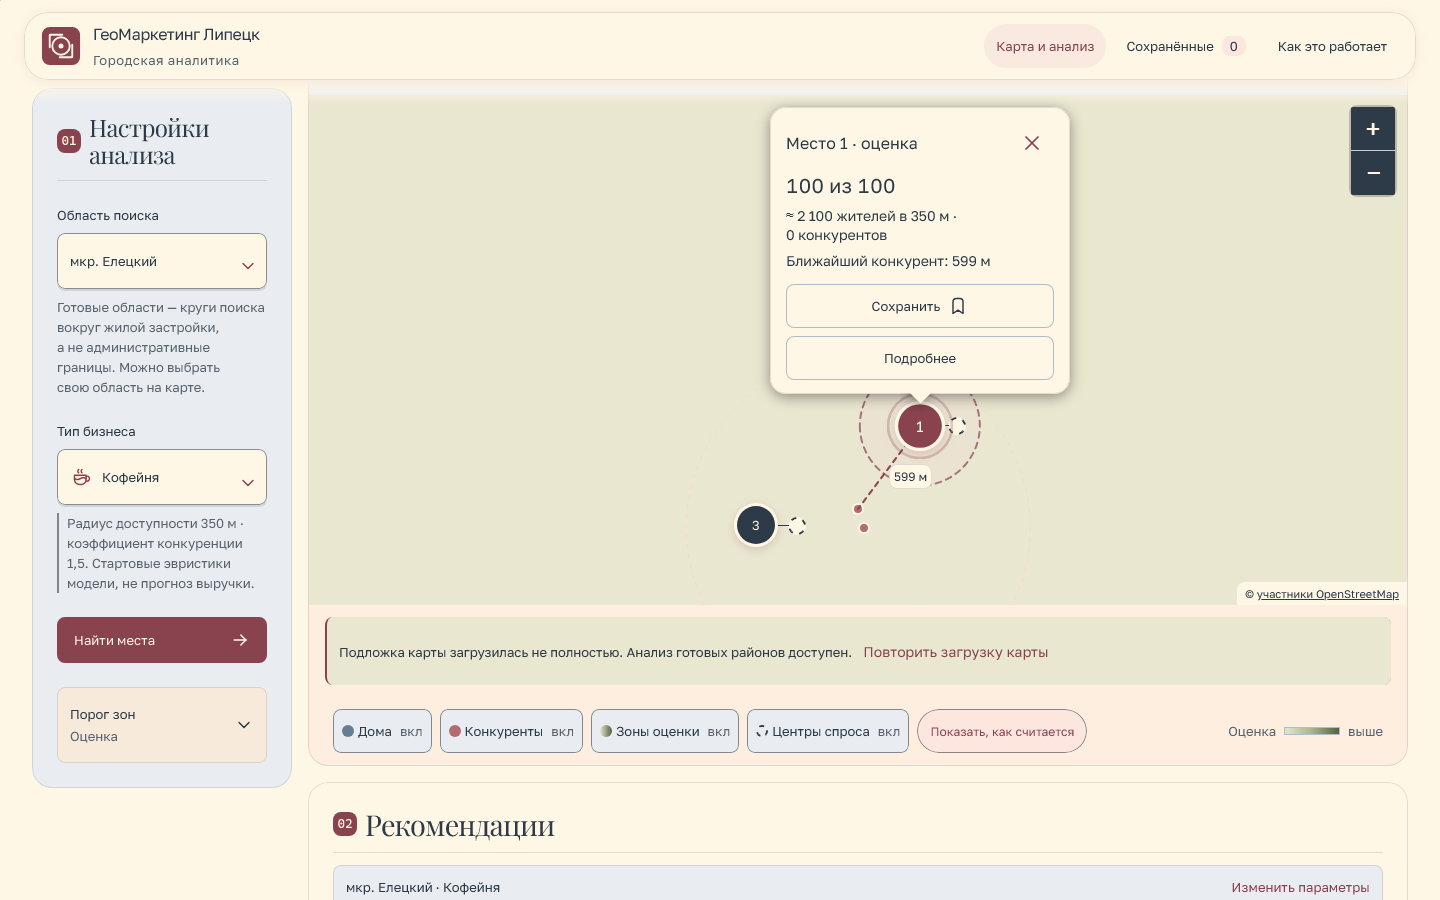 ГеоМаркетинг Липецк
Городская аналитика
Карта и анализ
Сохранённые 0
Как это работает
01 Настройки
анализа
Область поиска
мкр. Елецкий
Готовые области — круги поиска
вокруг жилой застройки,
а не административные
границы. Можно выбрать
свою область на карте.
Тип бизнеса
Кофейня
Радиус доступности 350 м ·
коэффициент конкуренции
1,5. Стартовые эвристики
модели, не прогноз выручки.
Найти места
Порог зон
Оценка
Место 1 · оценка
100 из 100
≈ 2 100 жителей в 350 м ·
0 конкурентов
Ближайший конкурент: 599 м
Сохранить
Подробнее
+
−
1
599 м
3
© участники OpenStreetMap
Подложка карты загрузилась не полностью. Анализ готовых районов доступен. Повторить загрузку карты
Дома вкл
Конкуренты вкл
Зоны оценки вкл
Центры спроса вкл
Показать, как считается
Оценка выше
02 Рекомендации
мкр. Елецкий · Кофейня
Изменить параметры